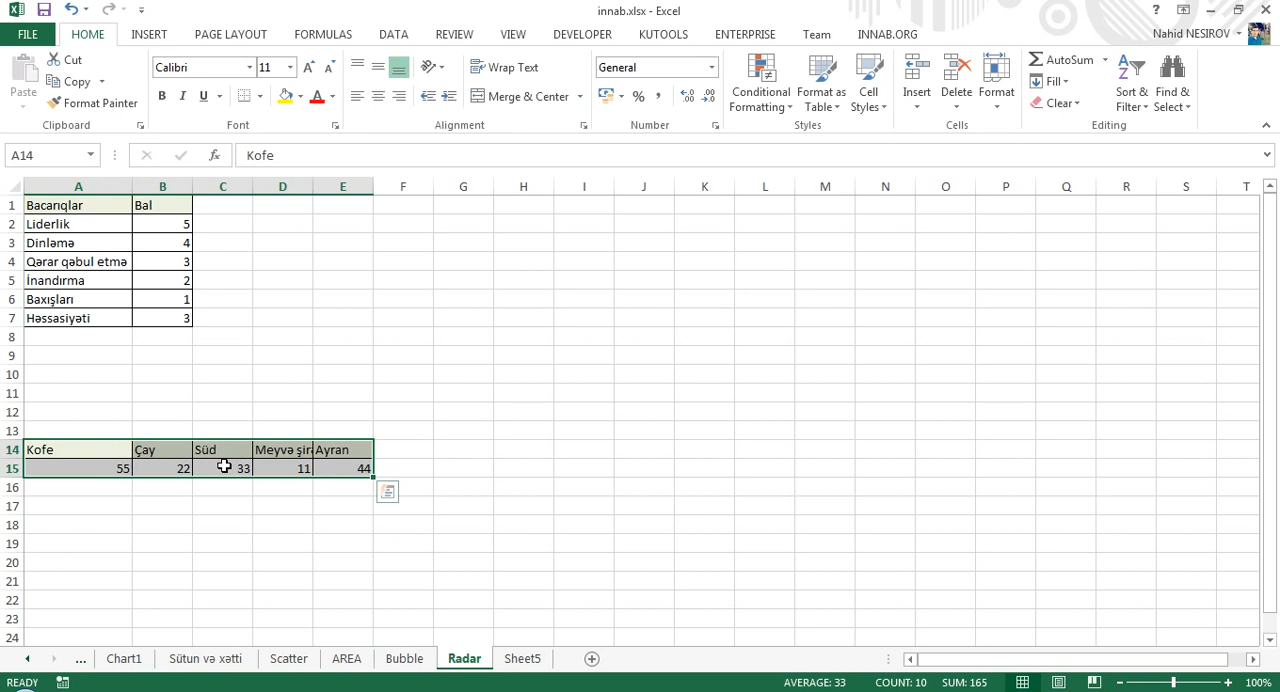 innab.xlsx - Excel
FILE HOME INSERT PAGE LAYOUT FORMULAS DATA REVIEW VIEW DEVELOPER KUTOOLS ENTERPRISE Team INNAB.ORG Nahid NESIROV
Paste
Cut
Copy
Format Painter
Clipboard
Calibri 11
B I U
Font
Wrap Text
Merge & Center
Alignment
General
%
Number
Conditional Formatting
Format as Table
Cell Styles
Styles
Insert
Delete
Format
Cells
AutoSum
Fill
Clear
Sort & Filter
Find & Select
Editing
A14 fx Kofe
A B C D E F G H I J K L M N O P Q R S T
1 Bacarıqlar Bal
2 Liderlik 5
3 Dinləmə 4
4 Qərar qəbul etmə 3
5 İnandırma 2
6 Baxışları 1
7 Həssasiyəti 3
8
9
10
11
12
13
14 Kofe Çay Süd Meyvə şirə Ayran
15 55 22 33 11 44
16
17
18
19
20
21
22
23
24
... Chart1 Sütun və xətti Scatter AREA Bubble Radar Sheet5
READY AVERAGE: 33 COUNT: 10 SUM: 165 100%